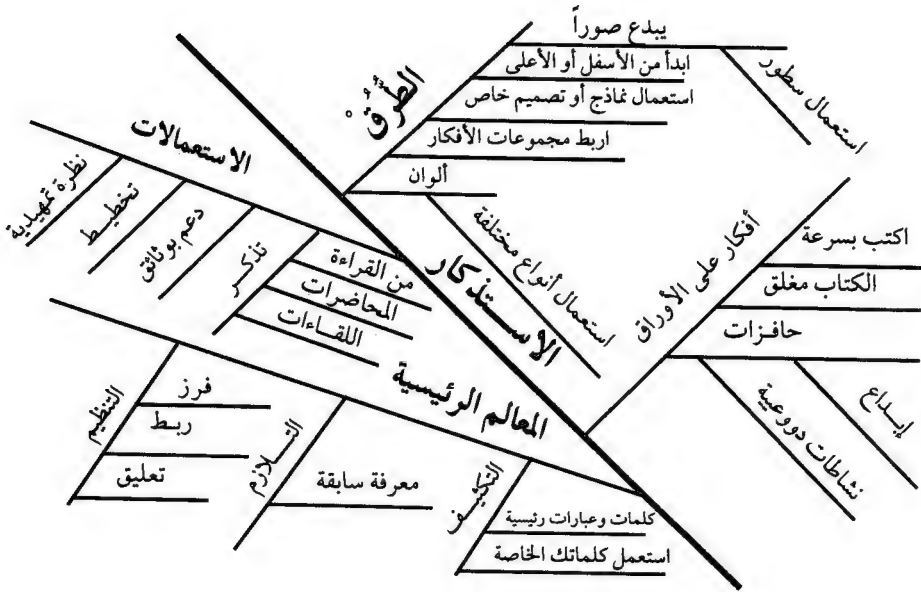 الاستذكار
الطُّرُقْ
يبدع صوراً
استعمال سطور
ابدأ من الأسفل أو الأعلى
استعمال نماذج أو تصميم خاص
اربط مجموعات الأفكار
ألوان
استعمال أنواع مختلفة
أفكار على الأوراق
اكتب بسرعة
الكتاب مغلق
حافزات
إبداع
نشاطات دووعيية
الاستعمالات
نظرة تمهيدية
تخطيط
دعم بوثائق
تذكر
من القراءة
المحاضرات
اللقاءات
المعالم الرئيسية
التنظيم
فرز
ربط
تعليق
التلازم
معرفة سابقة
التكثيف
كلمات وعبارات رئيسية
استعمل كلماتك الخاصة